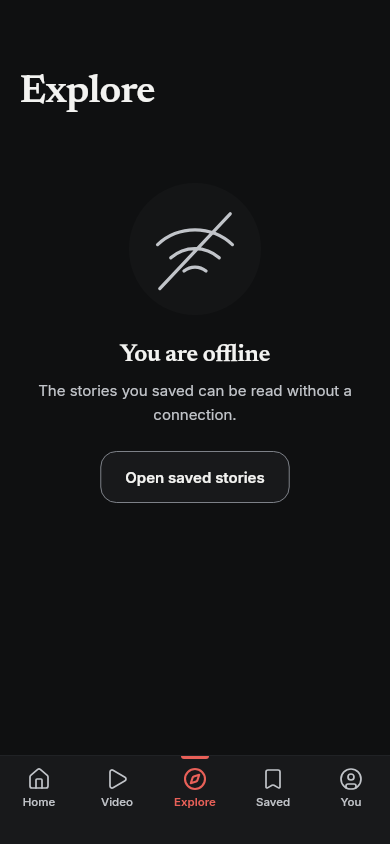 Explore
You are offline
The stories you saved can be read without a
connection.
Open saved stories
Home
Video
Explore
Saved
You